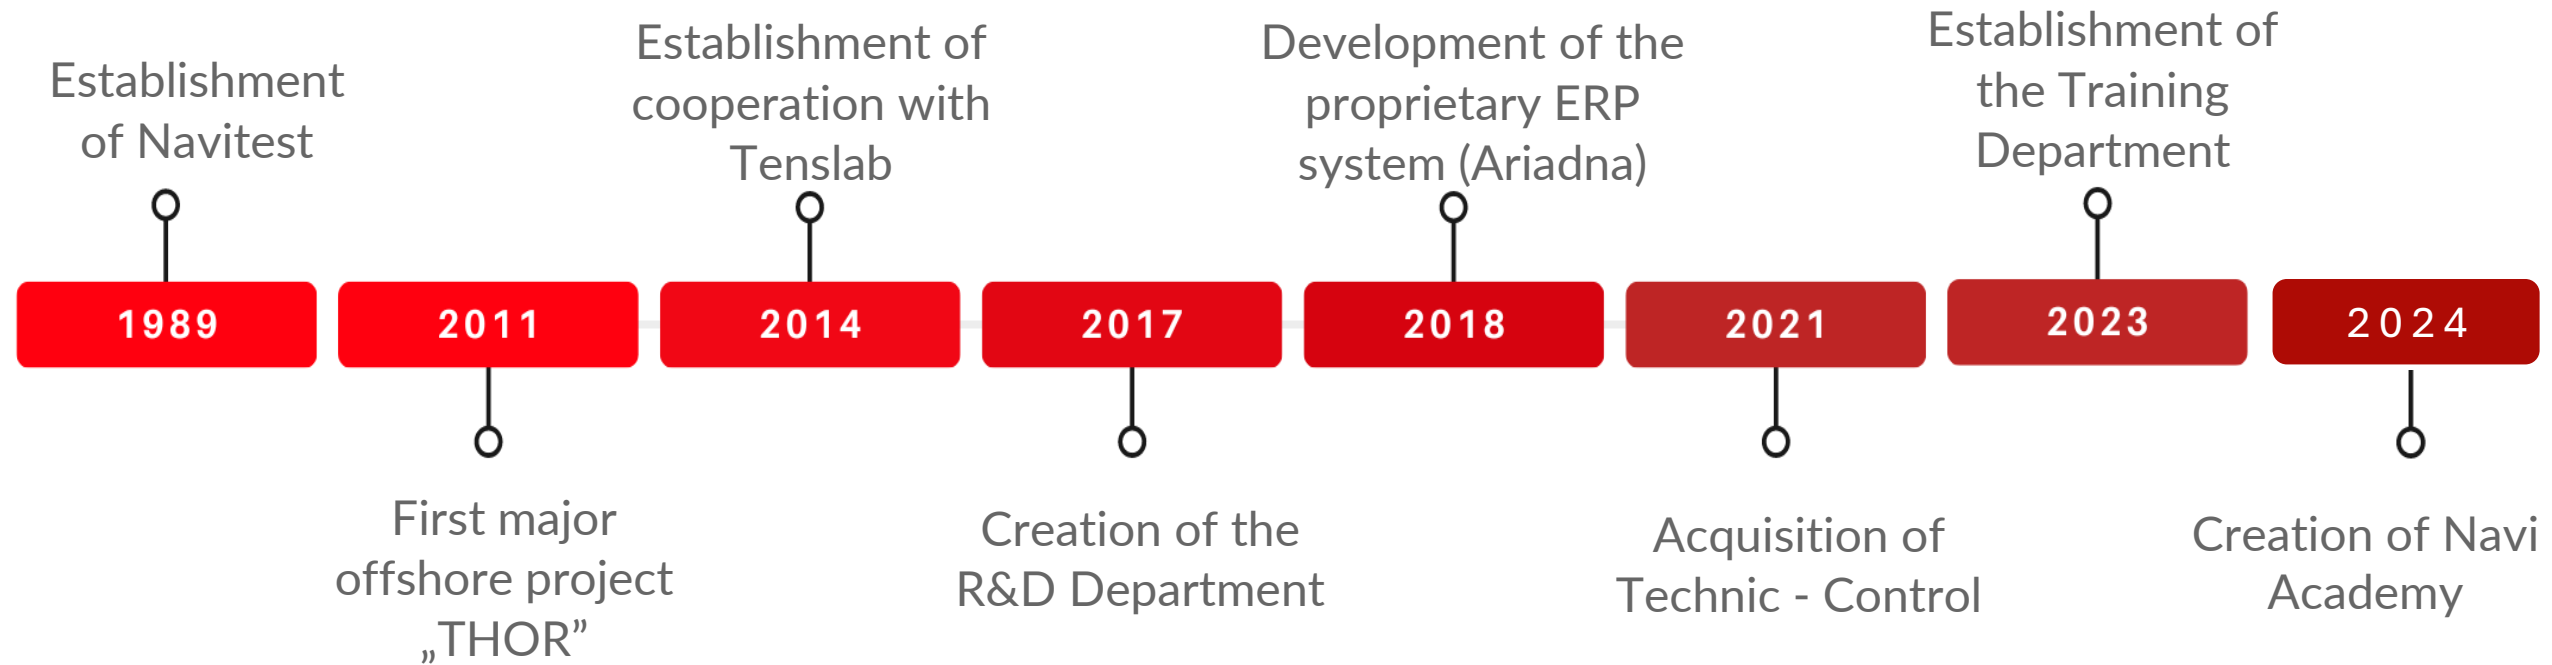 Establishment
of Navitest
Establishment of
cooperation with
Tenslab
Development of the
proprietary ERP
system (Ariadna)
Establishment of
the Training
Department
1989
2011
2014
2017
2018
2021
2023
2024
First major
offshore project
„THOR”
Creation of the
R&D Department
Acquisition of
Technic - Control
Creation of Navi
Academy